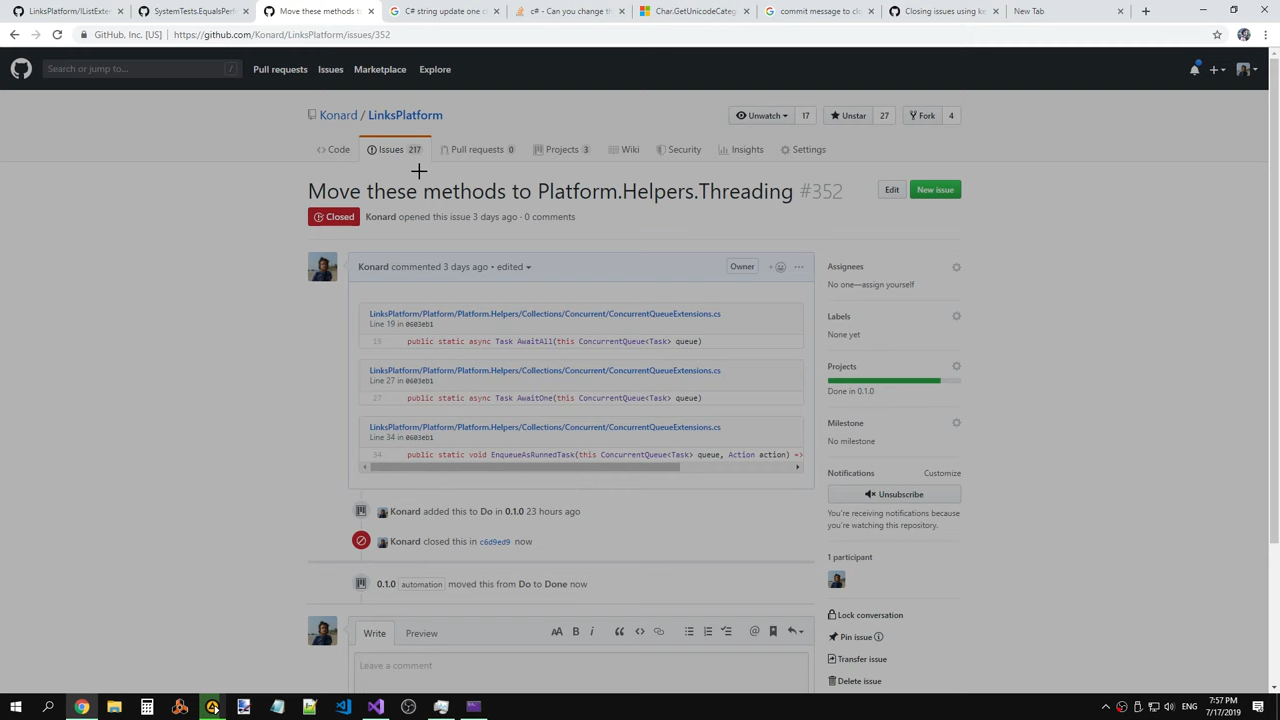 Konard/LinksPlatform/IListExt
SystemTests.EqualsPerfo
Move these methods to
C# string update one c
c# - Can you change th
Char.GetUnicodeCateg
commit message to clo
Closing issues using ke
New Tab
GitHub, Inc. [US]
https://github.com/Konard/LinksPlatform/issues/352
Search or jump to...
/
Pull requests
Issues
Marketplace
Explore
Konard / LinksPlatform
Unwatch
17
Unstar
27
Fork
4
Code
Issues 217
Pull requests 0
Projects 3
Wiki
Security
Insights
Settings
Move these methods to Platform.Helpers.Threading #352
Edit
New issue
Closed
Konard opened this issue 3 days ago · 0 comments
Konard commented 3 days ago • edited
Owner
LinksPlatform/Platform/Platform.Helpers/Collections/Concurrent/ConcurrentQueueExtensions.cs
Line 19 in 0603eb1
19 public static async Task AwaitAll(this ConcurrentQueue<Task> queue)
LinksPlatform/Platform/Platform.Helpers/Collections/Concurrent/ConcurrentQueueExtensions.cs
Line 27 in 0603eb1
27 public static async Task AwaitOne(this ConcurrentQueue<Task> queue)
LinksPlatform/Platform/Platform.Helpers/Collections/Concurrent/ConcurrentQueueExtensions.cs
Line 34 in 0603eb1
34 public static void EnqueueAsRunnedTask(this ConcurrentQueue<Task> queue, Action action) =>
Konard added this to Do in 0.1.0 23 hours ago
Konard closed this in c6d9ed9 now
0.1.0 automation moved this from Do to Done now
Write
Preview
AA B i
Leave a comment
Assignees
No one—assign yourself
Labels
None yet
Projects
Done in 0.1.0
Milestone
No milestone
Notifications
Customize
Unsubscribe
You're receiving notifications because
you're watching this repository.
1 participant
Lock conversation
Pin issue
Transfer issue
Delete issue
7:57 PM
7/17/2019